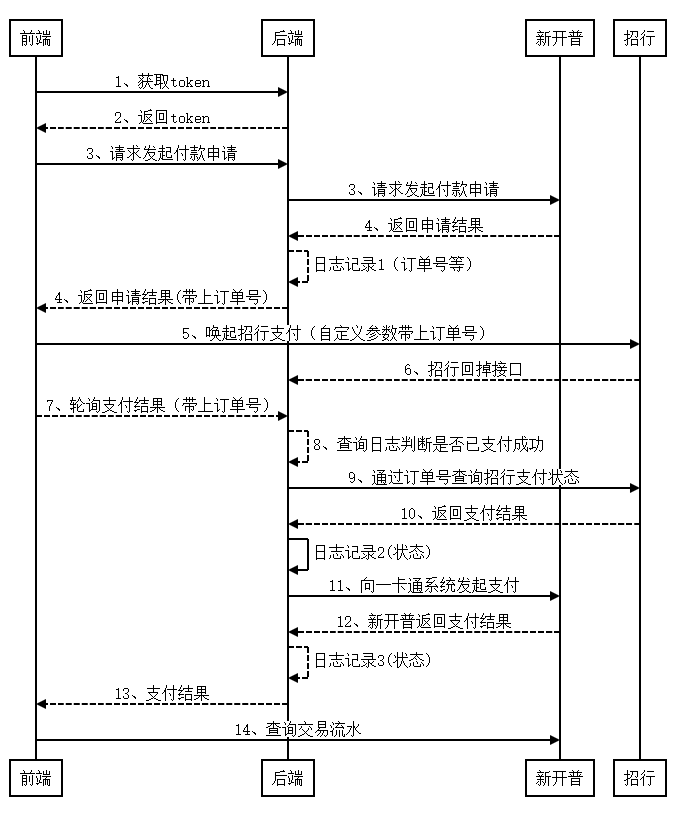 前端 后端 新开普 招行
1、获取token
2、返回token
3、请求发起付款申请
3、请求发起付款申请
4、返回申请结果
日志记录1（订单号等）
4、返回申请结果(带上订单号)
5、唤起招行支付（自定义参数带上订单号）
6、招行回掉接口
7、轮询支付结果（带上订单号）
8、查询日志判断是否已支付成功
9、通过订单号查询招行支付状态
10、返回支付结果
日志记录2(状态)
11、向一卡通系统发起支付
12、新开普返回支付结果
日志记录3(状态)
13、支付结果
14、查询交易流水
前端 后端 新开普 招行